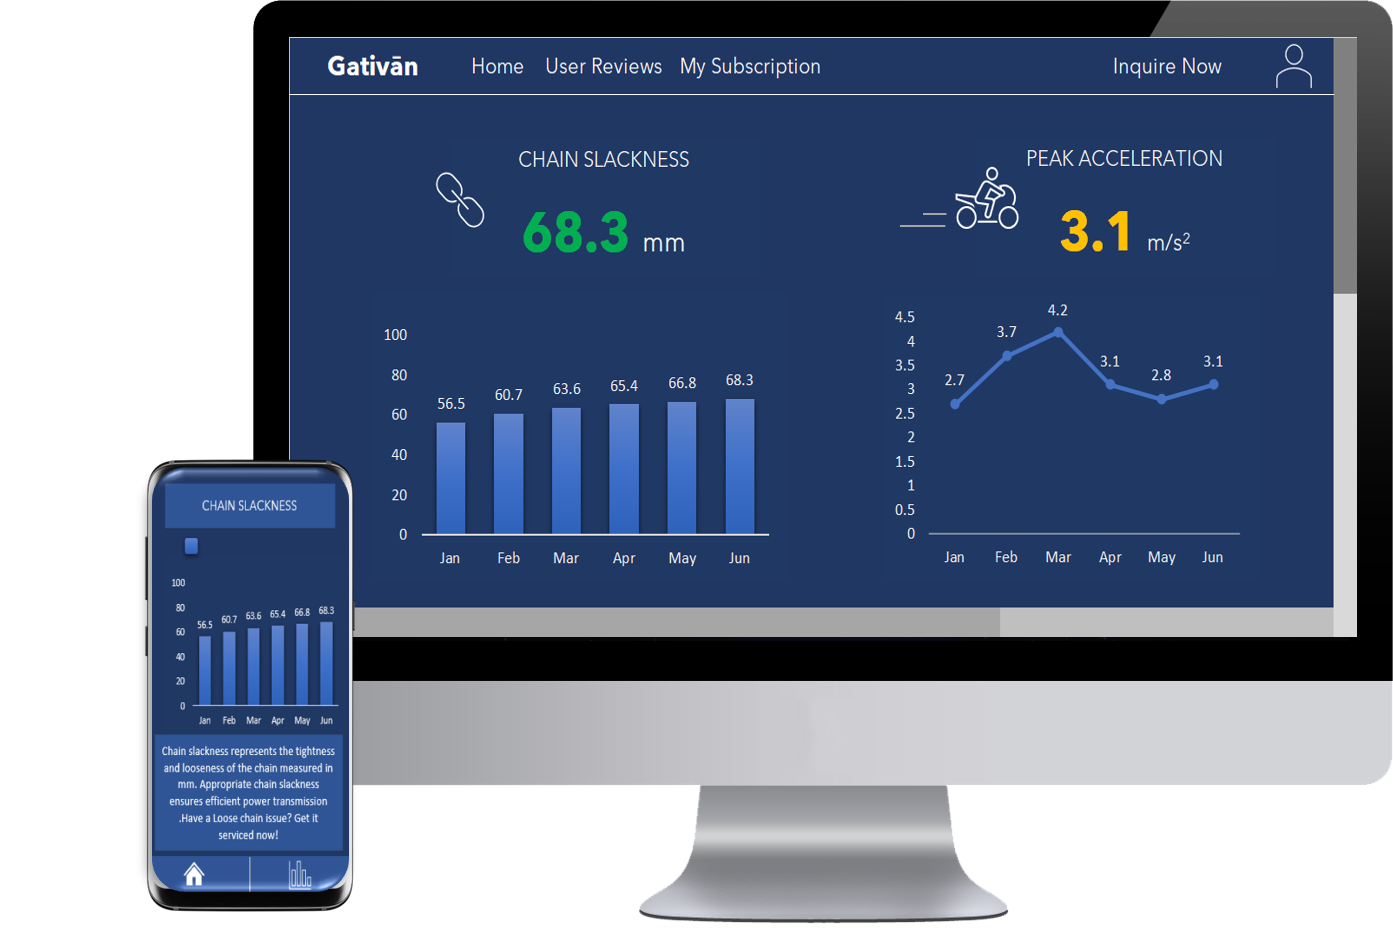 Gativān
Home
User Reviews
My Subscription
Inquire Now
CHAIN SLACKNESS
68.3 mm
PEAK ACCELERATION
3.1 m/s²
100
80
60
40
20
0
56.5
60.7
63.6
65.4
66.8
68.3
Jan
Feb
Mar
Apr
May
Jun
4.5
4
3.5
3
2.5
2
1.5
1
0.5
0
2.7
3.7
4.2
3.1
2.8
3.1
Jan
Feb
Mar
Apr
May
Jun
CHAIN SLACKNESS
100
80
60
40
20
0
56.5
60.7
63.6
65.4
66.8
68.3
Jan
Feb
Mar
Apr
May
Jun
Chain slackness represents the tightness
and looseness of the chain measured in
mm. Appropriate chain slackness
ensures efficient power transmission
.Have a Loose chain issue? Get it
serviced now!